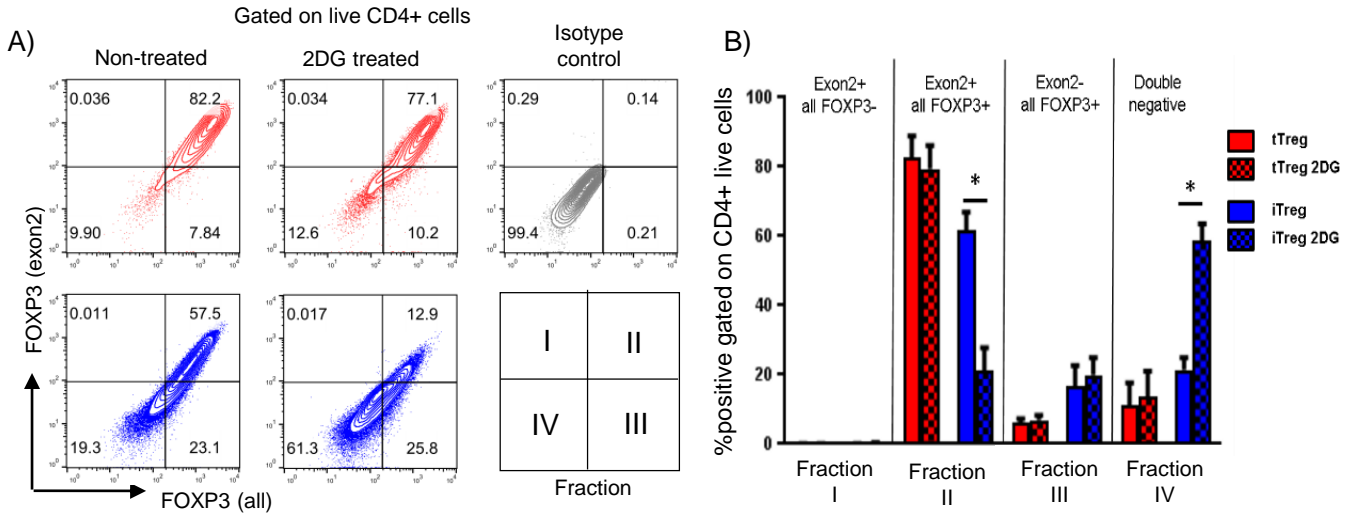 A)
Gated on live CD4+ cells
Non-treated
2DG treated
Isotype
control
0.036 82.2
9.90 7.84
0.034 77.1
12.6 10.2
0.29 0.14
99.4 0.21
0.011 57.5
19.3 23.1
0.017 12.9
61.3 25.8
I II
IV III
Fraction
FOXP3 (exon2)
FOXP3 (all)
B)
Exon2+
all FOXP3-
Exon2+
all FOXP3+
Exon2-
all FOXP3+
Double
negative
%positive gated on CD4+ live cells
100
80
60
40
20
0
*
*
Fraction
I
Fraction
II
Fraction
III
Fraction
IV
tTreg
tTreg 2DG
iTreg
iTreg 2DG